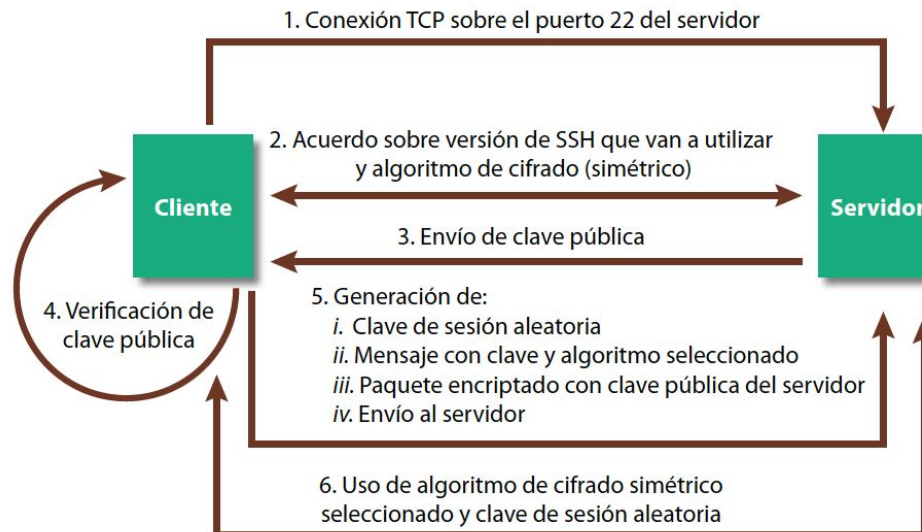 1. Conexión TCP sobre el puerto 22 del servidor
2. Acuerdo sobre versión de SSH que van a utilizar
y algoritmo de cifrado (simétrico)
Cliente
Servidor
3. Envío de clave pública
4. Verificación de
clave pública
5. Generación de:
i. Clave de sesión aleatoria
ii. Mensaje con clave y algoritmo seleccionado
iii. Paquete encriptado con clave pública del servidor
iv. Envío al servidor
6. Uso de algoritmo de cifrado simétrico
seleccionado y clave de sesión aleatoria